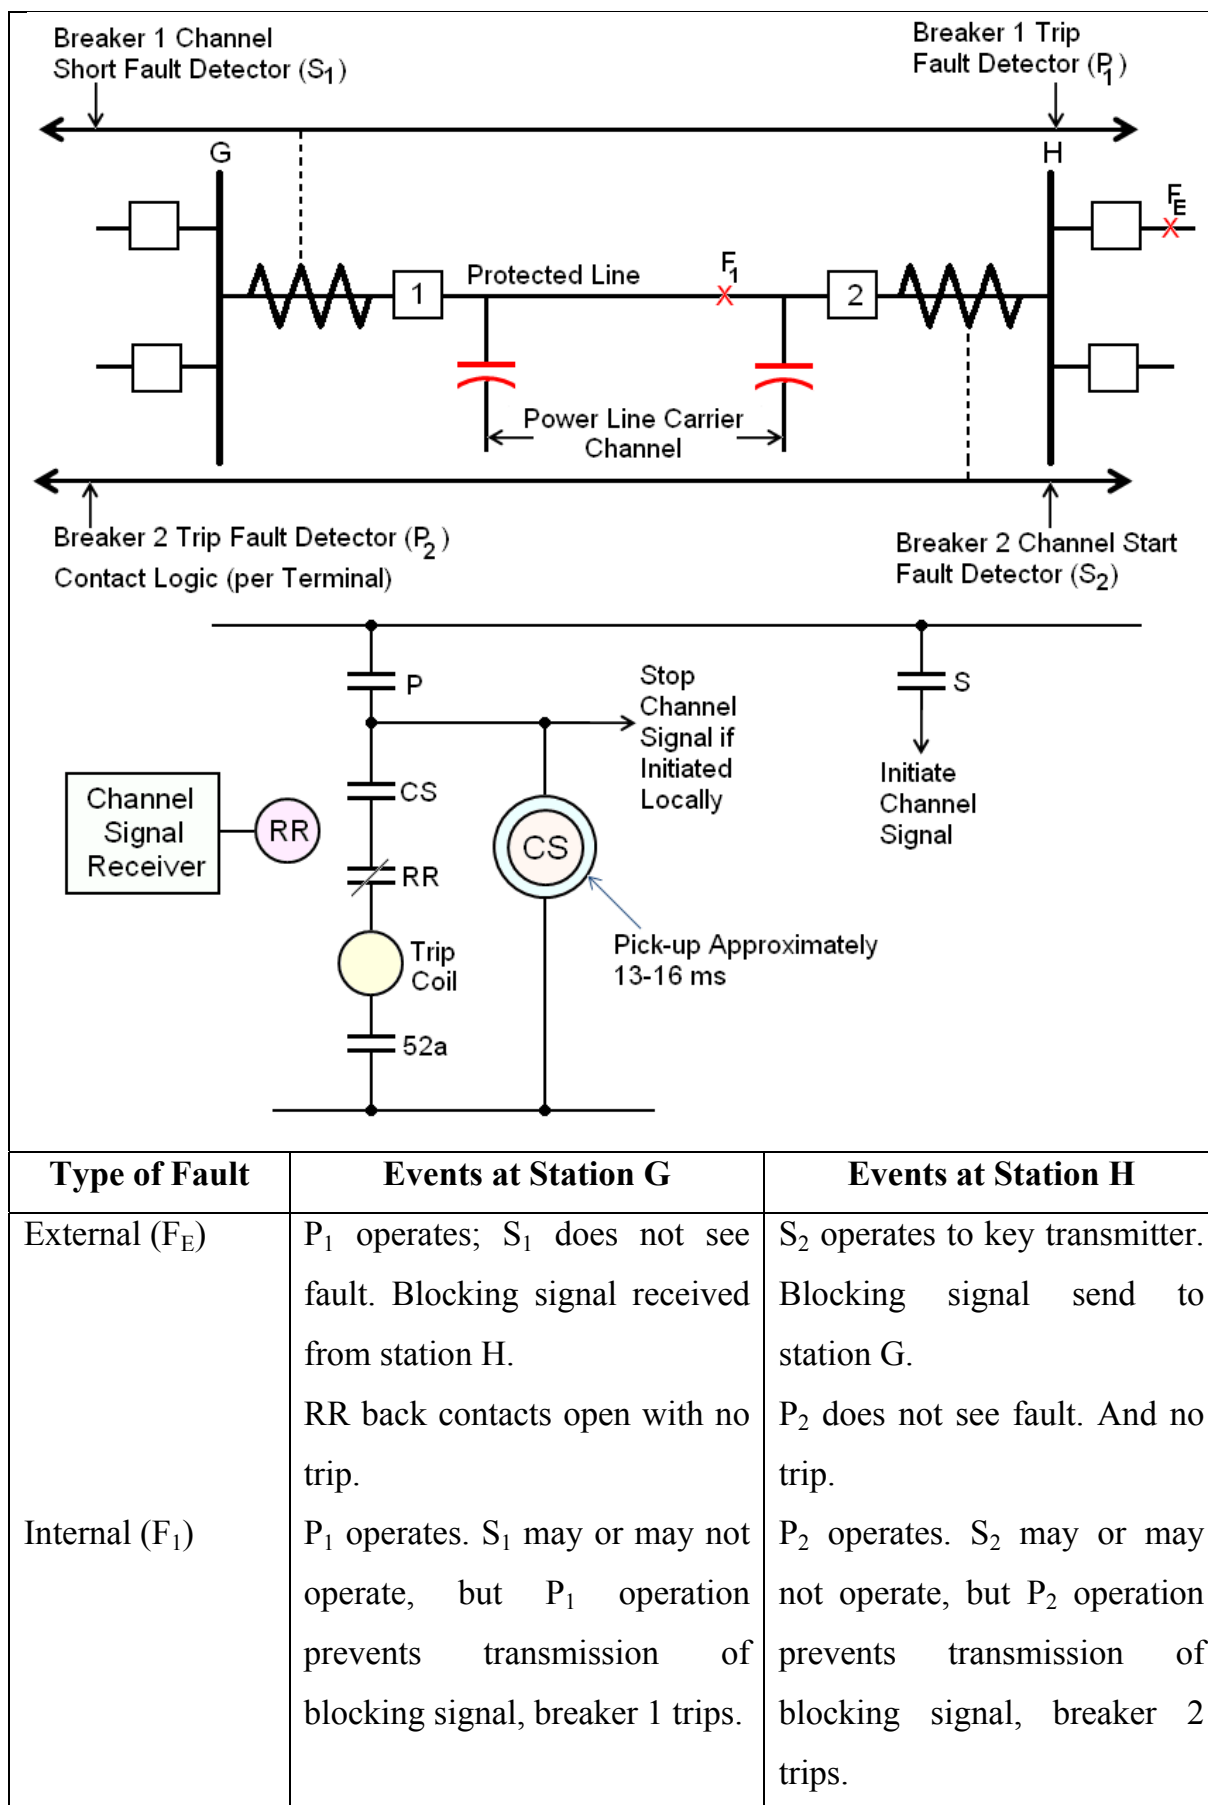 Breaker 1 Channel
Short Fault Detector (S1)
Breaker 1 Trip
Fault Detector (P1)
G
H
FE
F1
Protected Line
1
2
Power Line Carrier
Channel
Breaker 2 Trip Fault Detector (P2)
Contact Logic (per Terminal)
Breaker 2 Channel Start
Fault Detector (S2)
P
Stop
Channel
Signal if
Initiated
Locally
S
Initiate
Channel
Signal
Channel
Signal
Receiver
RR
CS
RR
CS
Trip
Coil
Pick-up Approximately
13-16 ms
52a
Type of Fault
Events at Station G
Events at Station H
External (FE)
P1 operates; S1 does not see
fault. Blocking signal received
from station H.
RR back contacts open with no
trip.
S2 operates to key transmitter.
Blocking signal send to
station G.
P2 does not see fault. And no
trip.
Internal (F1)
P1 operates. S1 may or may not
operate, but P1 operation
prevents transmission of
blocking signal, breaker 1 trips.
P2 operates. S2 may or may
not operate, but P2 operation
prevents transmission of
blocking signal, breaker 2
trips.